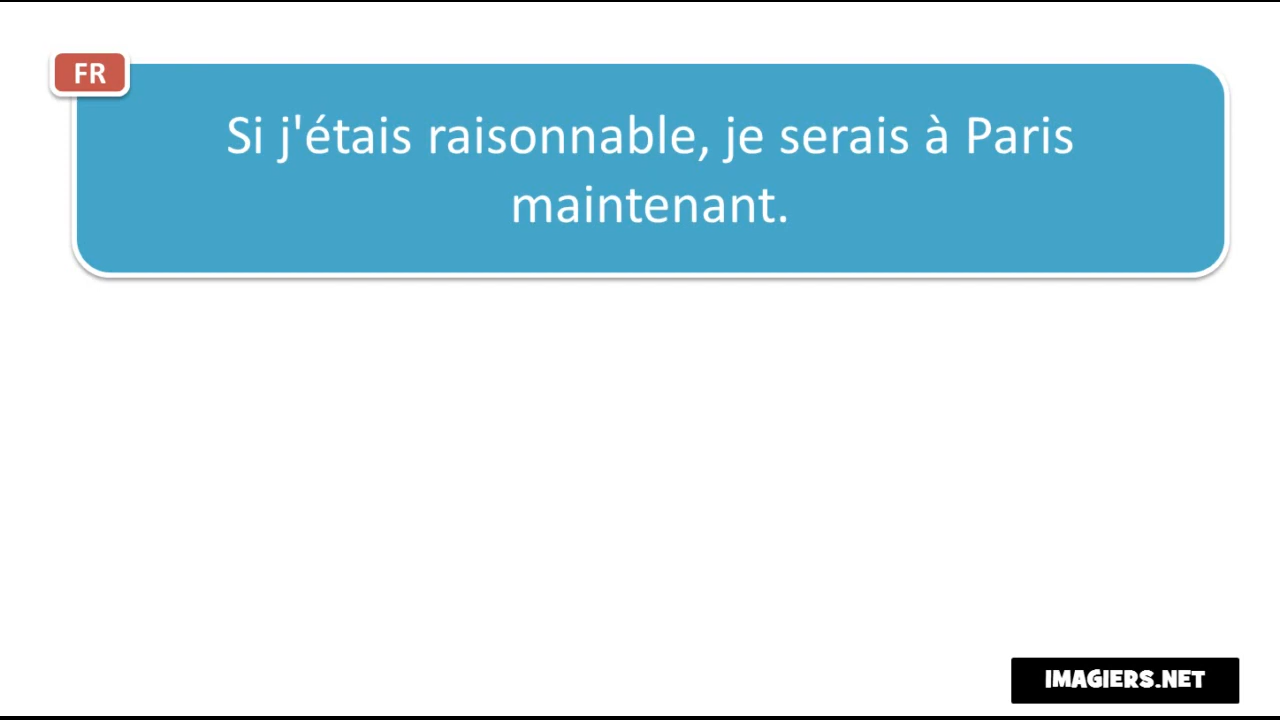 FR
Si j'étais raisonnable, je serais à Paris
maintenant.
IMAGIERS.NET